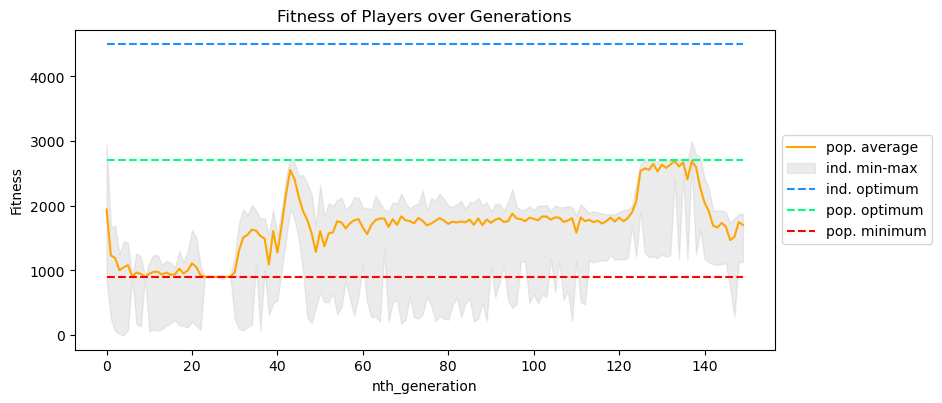 Fitness of Players over Generations
Fitness
4000
3000
2000
1000
0
0
20
40
60
80
100
120
140
nth_generation
pop. average
ind. min-max
ind. optimum
pop. optimum
pop. minimum